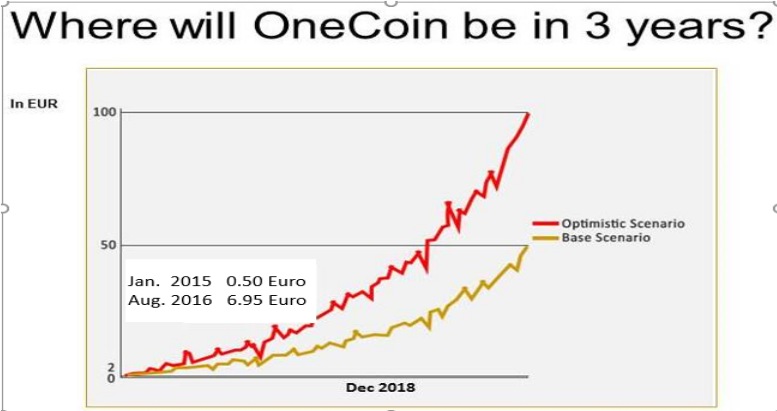 Where will OneCoin be in 3 years?
In EUR
100
Optimistic Scenario
Base Scenario
50
Jan. 2015 0.50 Euro
Aug. 2016 6.95 Euro
2
0
Dec 2018